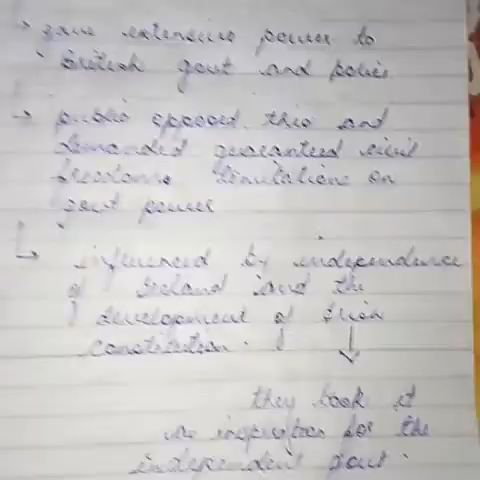 → gave extensive power to
British govt and police
→ public opposed this and
demanded guaranteed civil
freedoms limitations on
govt power
↳ influenced by independence
of Ireland and the
development of Irish
constitution.
↓
they took it
as inspiration for the
independent govt.